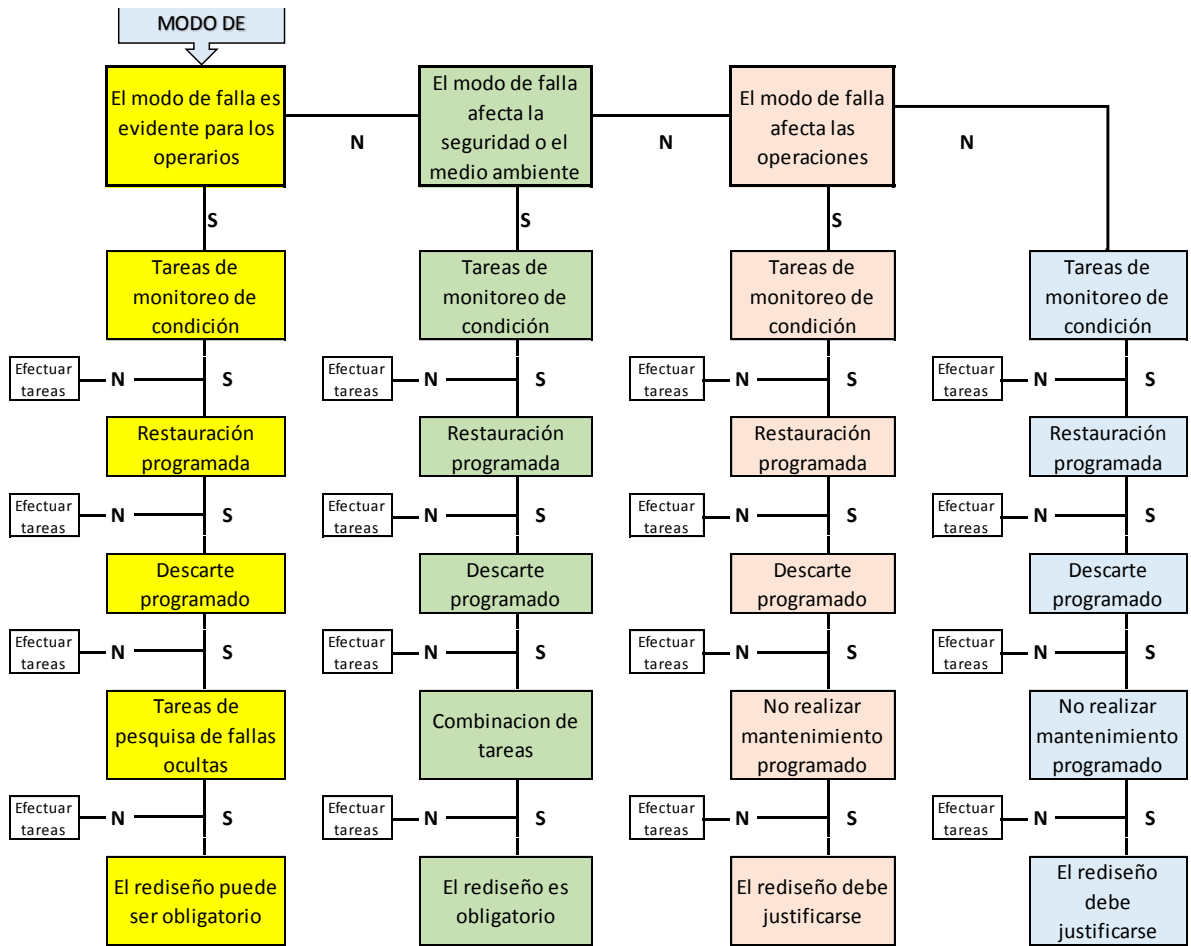 MODO DE
El modo de falla es
evidente para los
operarios
N
El modo de falla
afecta la
seguridad o el
medio ambiente
N
El modo de falla
afecta las
operaciones
N
S
S
S
Tareas de
monitoreo de
condición
Tareas de
monitoreo de
condición
Tareas de
monitoreo de
condición
Tareas de
monitoreo de
condición
Efectuar
tareas
N
S
Efectuar
tareas
N
S
Efectuar
tareas
N
S
Efectuar
tareas
N
S
Restauración
programada
Restauración
programada
Restauración
programada
Restauración
programada
Efectuar
tareas
N
S
Efectuar
tareas
N
S
Efectuar
tareas
N
S
Efectuar
tareas
N
S
Descarte
programado
Descarte
programado
Descarte
programado
Descarte
programado
Efectuar
tareas
N
S
Efectuar
tareas
N
S
Efectuar
tareas
N
S
Efectuar
tareas
N
S
Tareas de
pesquisa de fallas
ocultas
Combinacion de
tareas
No realizar
mantenimiento
programado
No realizar
mantenimiento
programado
Efectuar
tareas
N
S
Efectuar
tareas
N
S
Efectuar
tareas
N
S
Efectuar
tareas
N
S
El rediseño puede
ser obligatorio
El rediseño es
obligatorio
El rediseño debe
justificarse
El rediseño
debe
justificarse